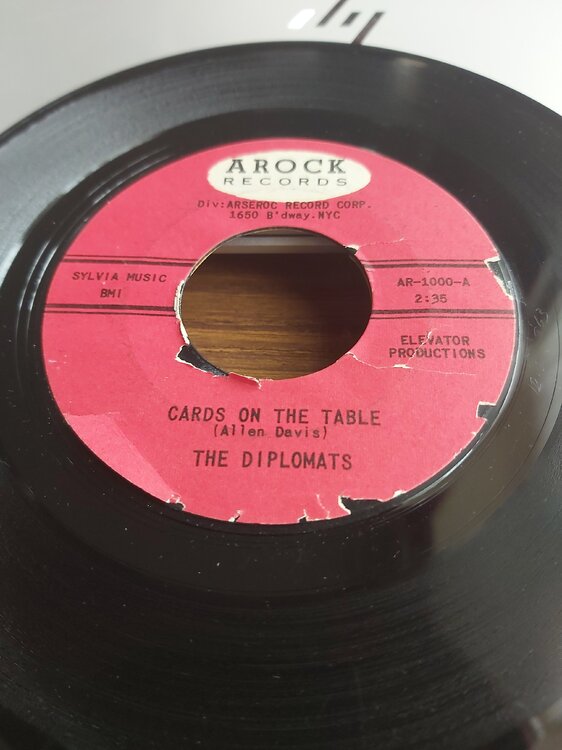 AROCK
RECORDS
Div:ARSEROC RECORD CORP.
1650 B'dway.NYC
SYLVIA MUSIC
BMI
AR-1000-A
2:35
ELEVATOR
PRODUCTIONS
CARDS ON THE TABLE
(Allen Davis)
THE DIPLOMATS